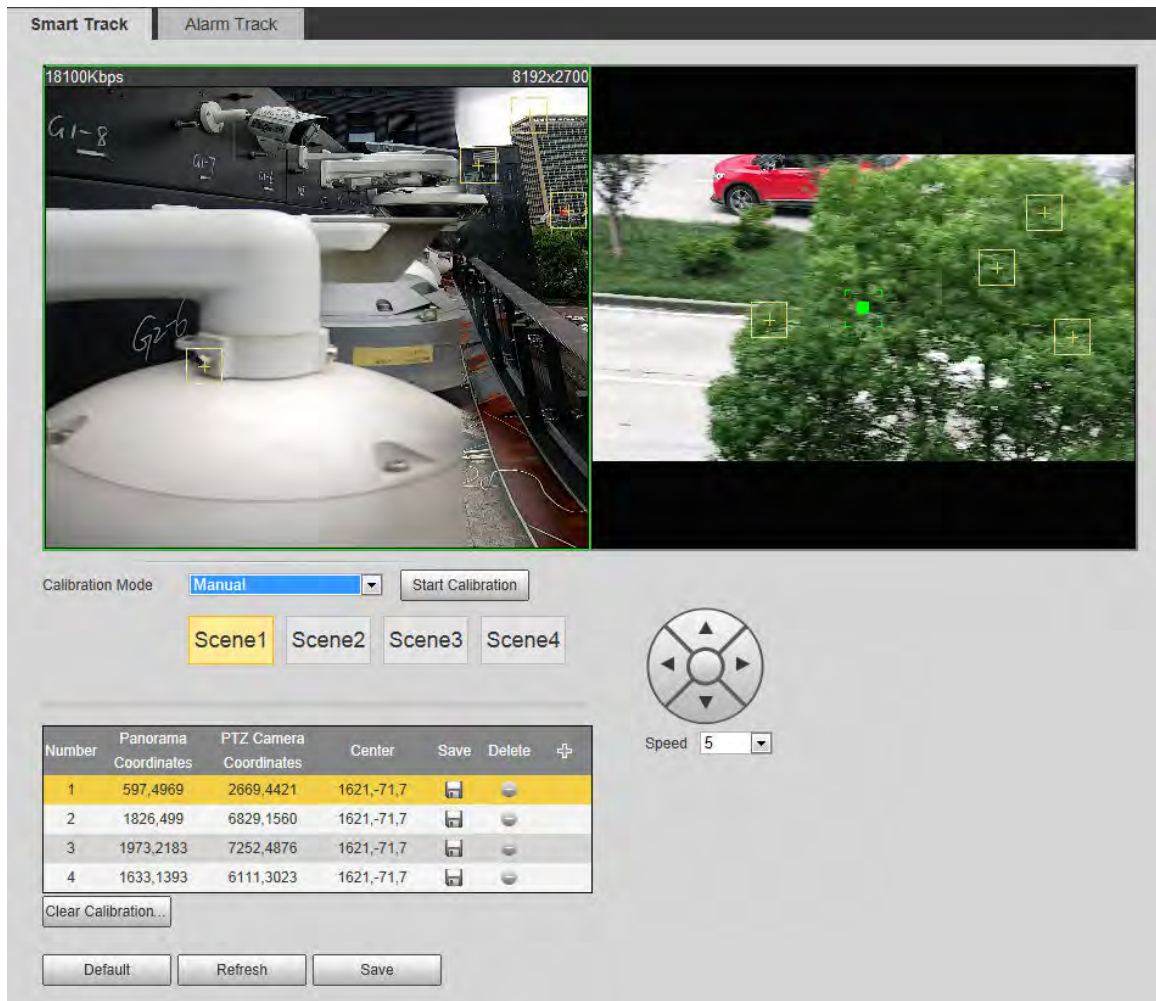 Smart Track Alarm Track
18100Kbps 8192x2700
G1-8
G1-7
G2-6
Calibration Mode Manual Start Calibration
Scene1 Scene2 Scene3 Scene4
Number Panorama Coordinates PTZ Camera Coordinates Center Save Delete
1 597,4969 2669,4421 1621,-71,7
2 1826,499 6829,1560 1621,-71,7
3 1973,2183 7252,4876 1621,-71,7
4 1633,1393 6111,3023 1621,-71,7
Speed 5
Clear Calibration...
Default Refresh Save